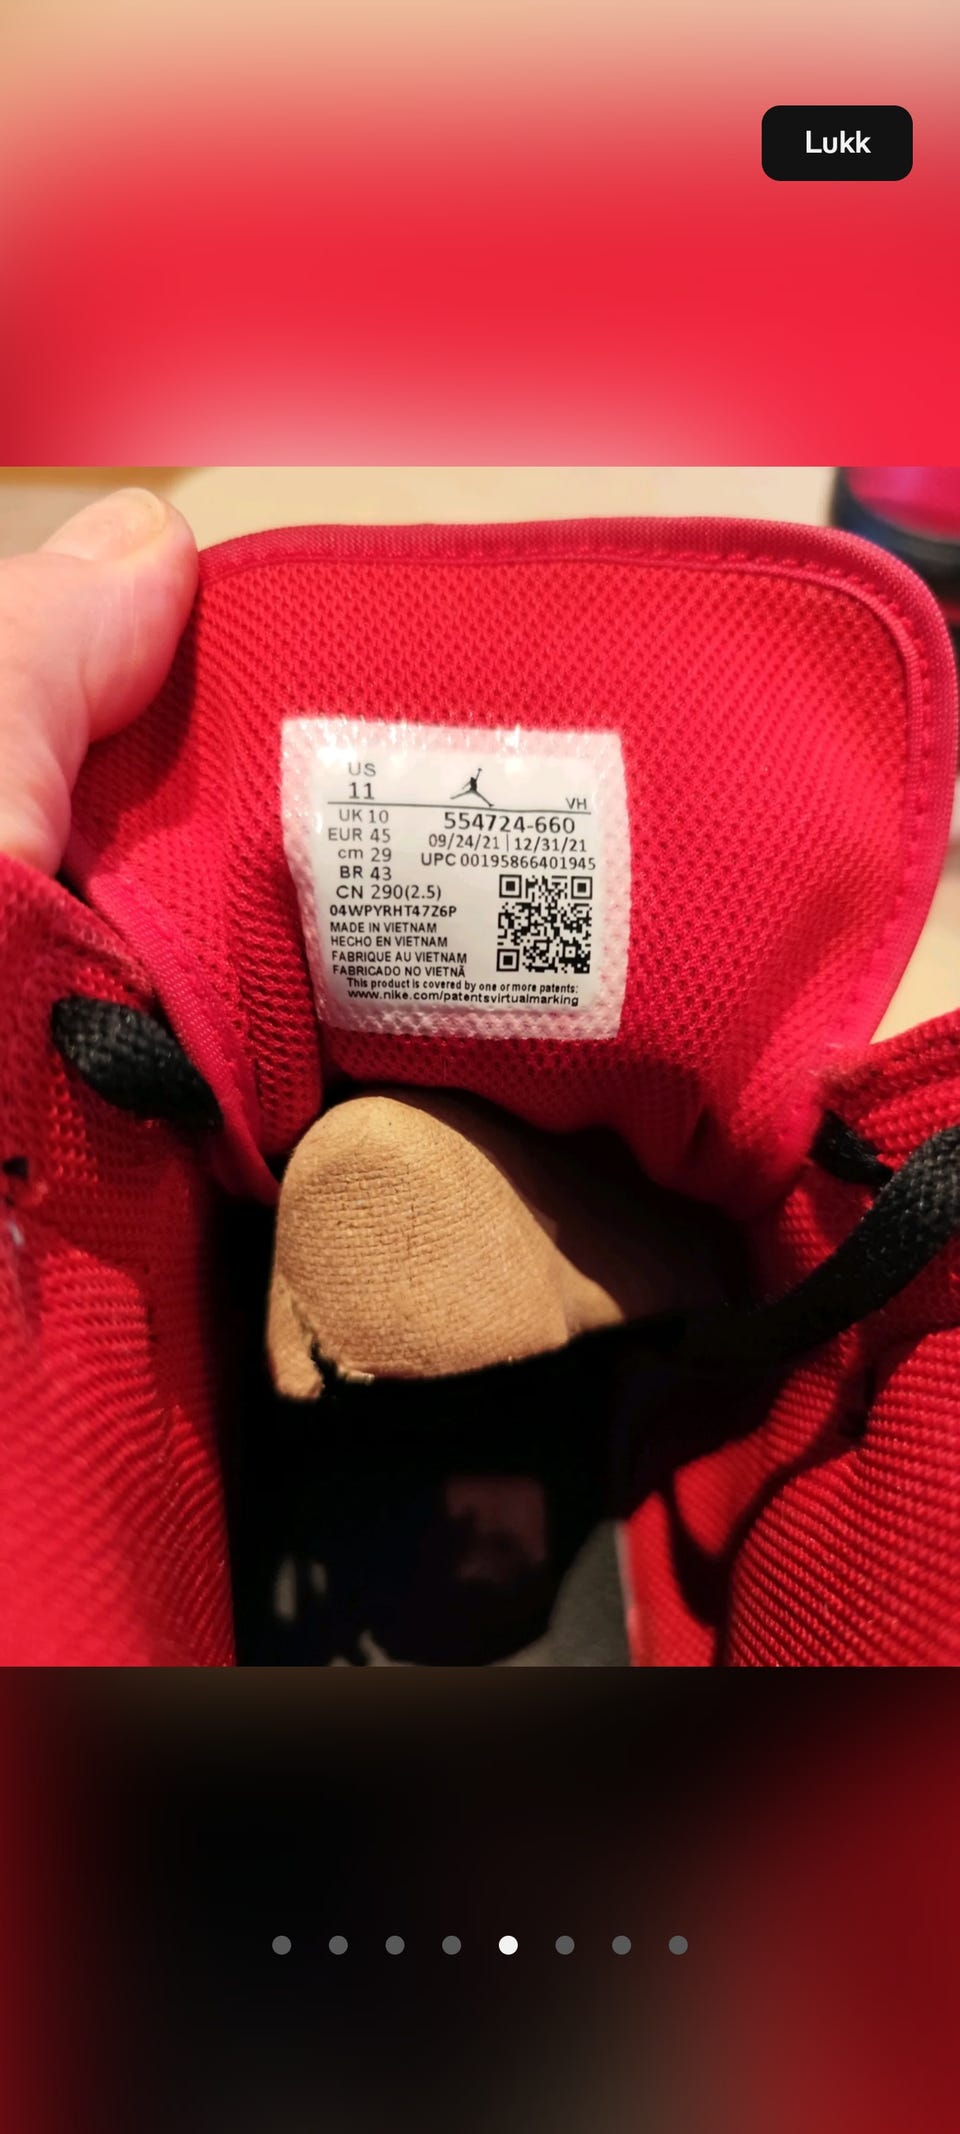 Lukk
US
11
VH
UK 10
EUR 45
cm 29
BR 43
CN 290(2.5)
554724-660
09/24/21 | 12/31/21
UPC 00195866401945
04WPYRHT47Z6P
MADE IN VIETNAM
HECHO EN VIETNAM
FABRIQUE AU VIETNAM
FABRICADO NO VIETNÃ
This product is covered by one or more patents:
www.nike.com/patentsvirtualmarking